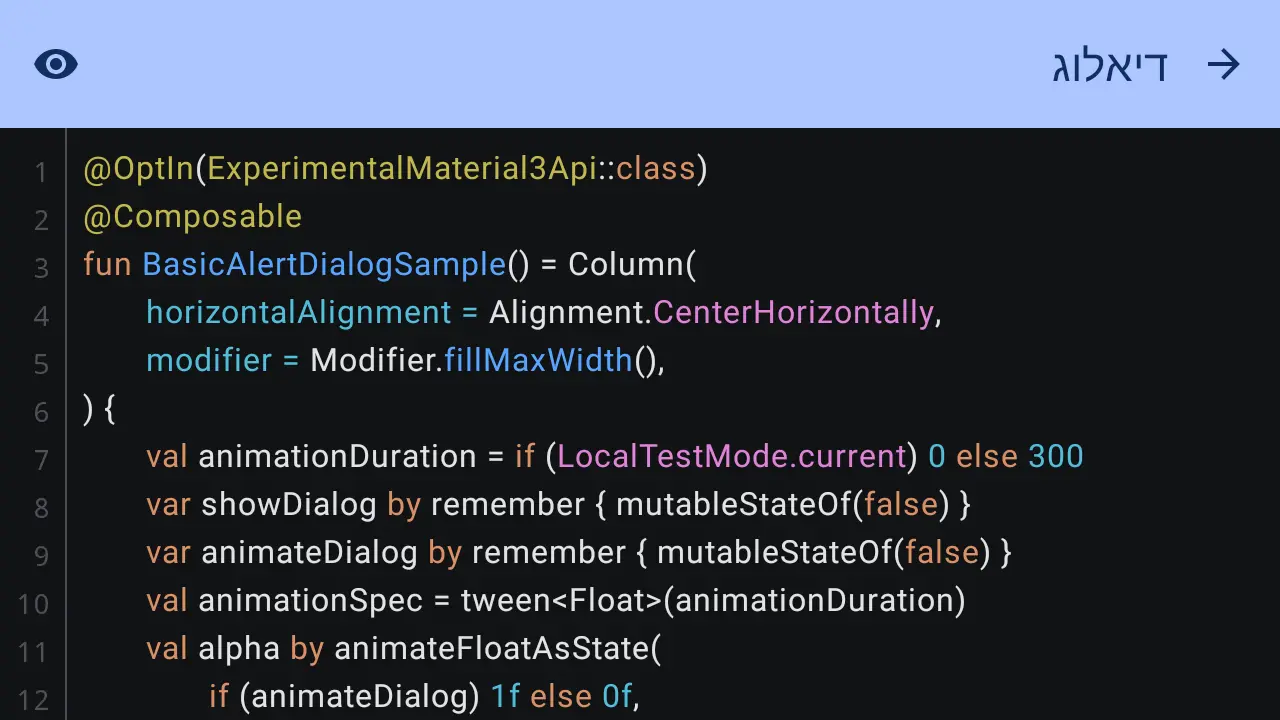 דיאלוג
1 @OptIn(ExperimentalMaterial3Api::class)
2 @Composable
3 fun BasicAlertDialogSample() = Column(
4 horizontalAlignment = Alignment.CenterHorizontally,
5 modifier = Modifier.fillMaxWidth(),
6 ) {
7 val animationDuration = if (LocalTestMode.current) 0 else 300
8 var showDialog by remember { mutableStateOf(false) }
9 var animateDialog by remember { mutableStateOf(false) }
10 val animationSpec = tween<Float>(animationDuration)
11 val alpha by animateFloatAsState(
12 if (animateDialog) 1f else 0f,